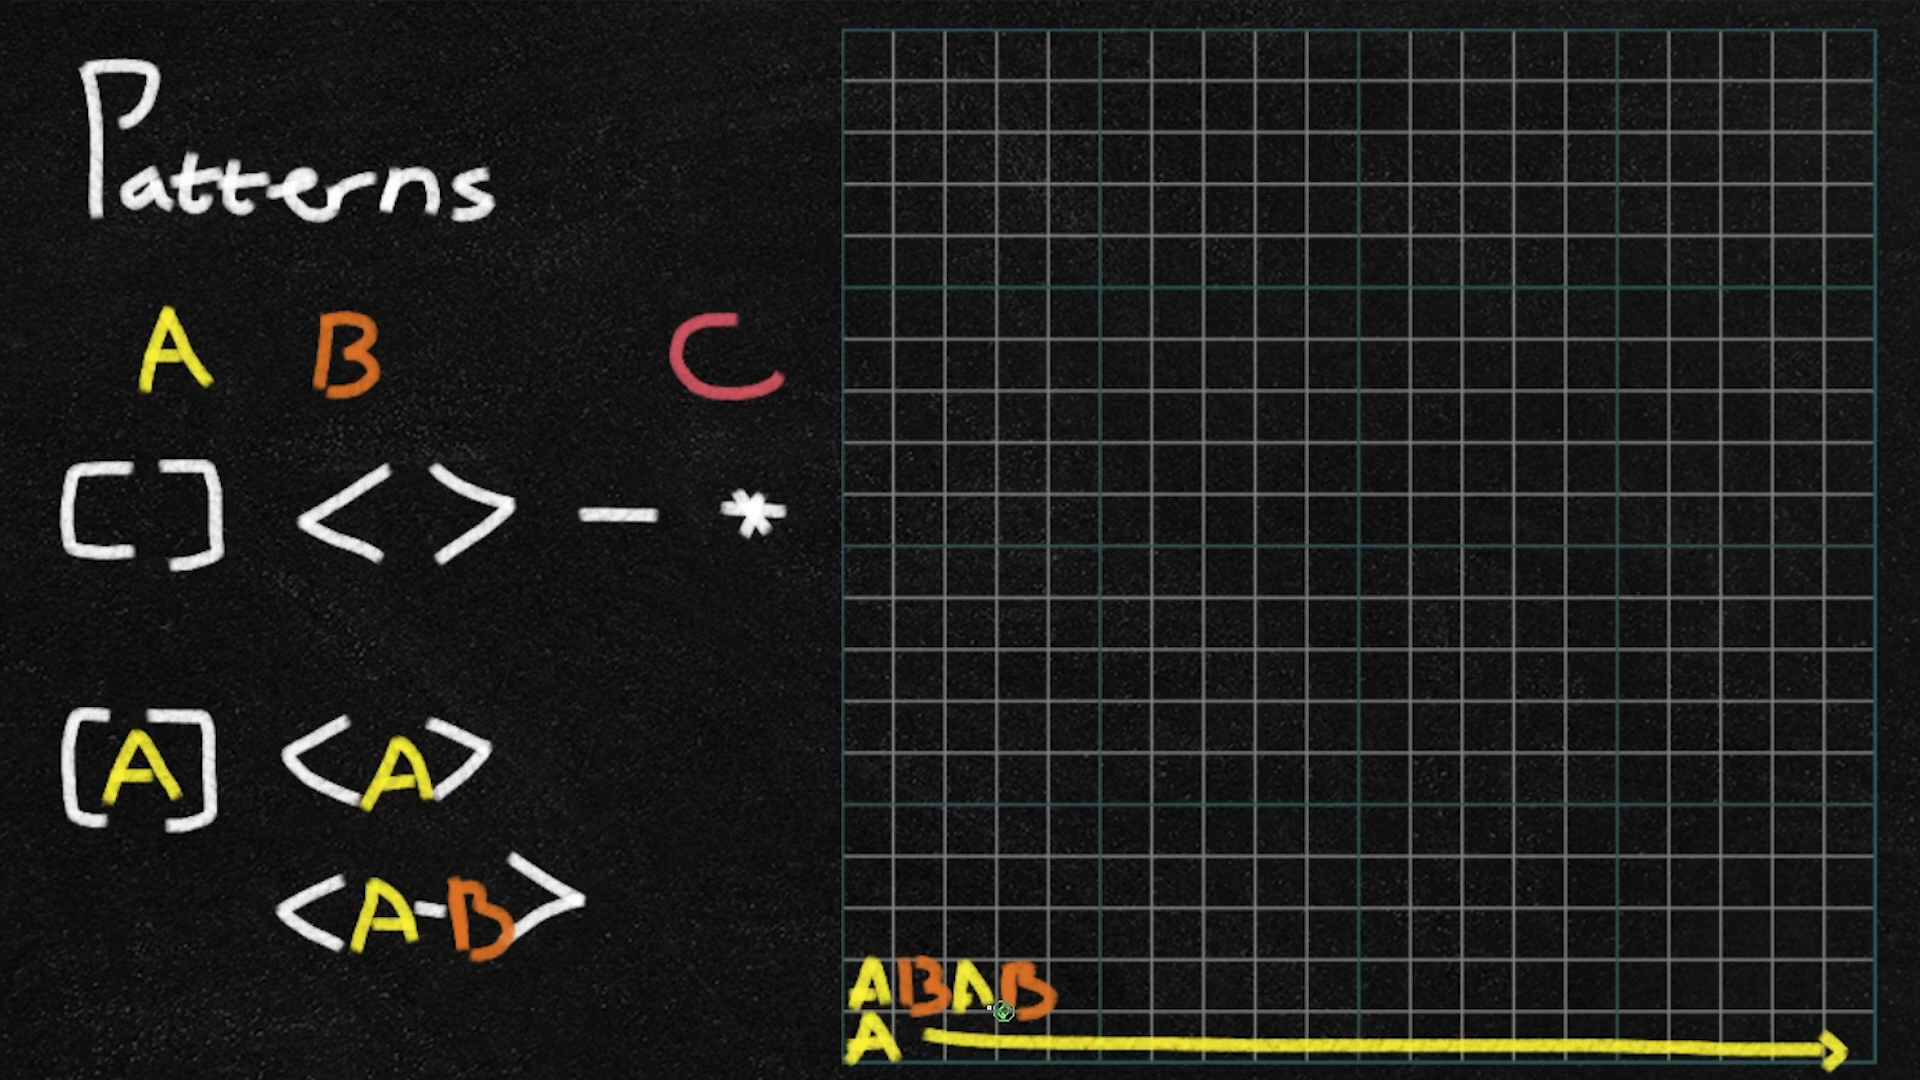 Patterns
A B C
[ ] < > - *
[A] <A>
<A-B>
ABAB
A